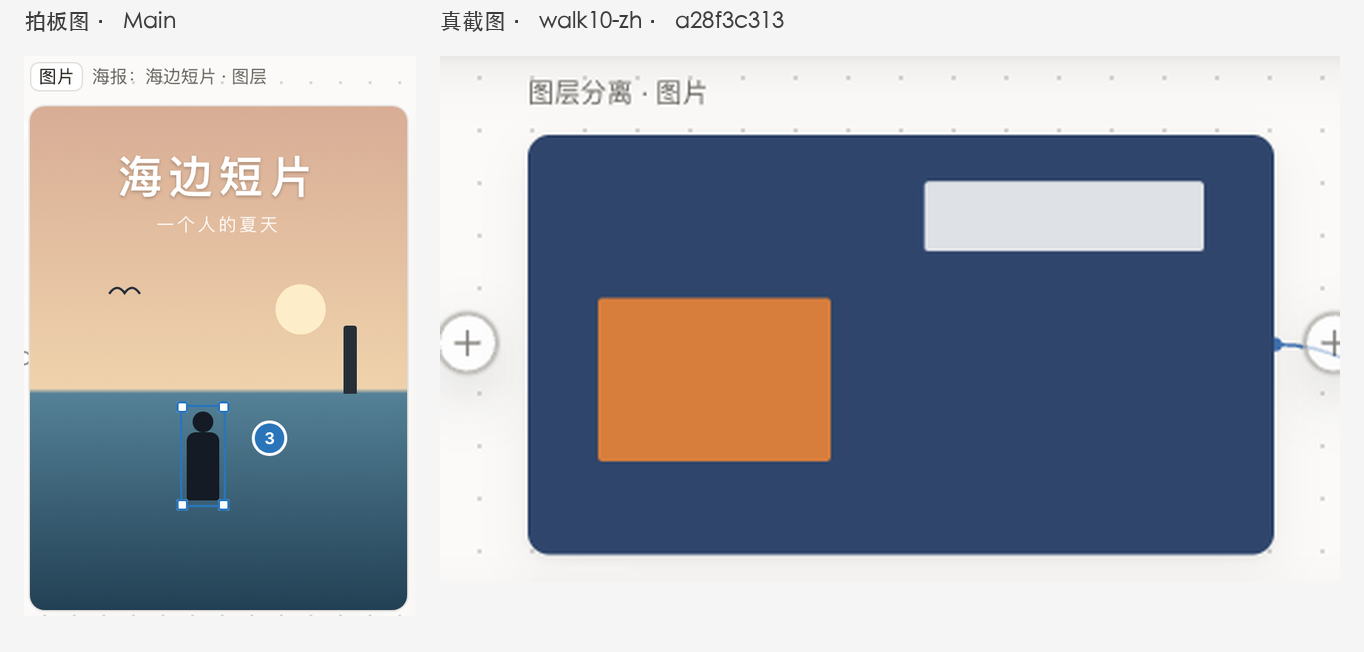 拍板图 · Main
真截图 · walk10-zh · a28f3c313
图片 海报：海边短片 · 图层
图层分离 · 图片
海边短片
一个人的夏天
3